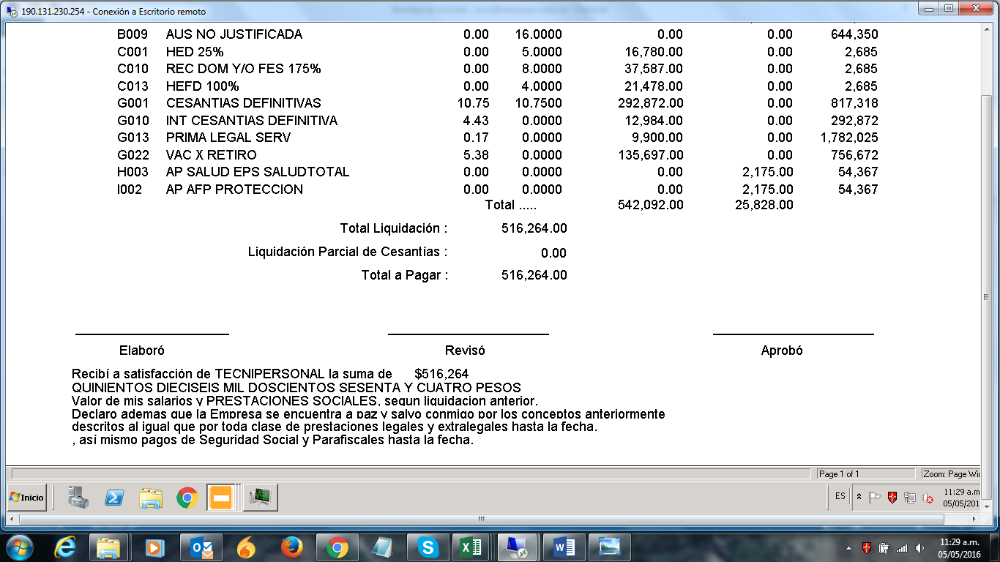 190.131.230.254 - Conexión a Escritorio remoto
B009 AUS NO JUSTIFICADA 0.00 16.0000 0.00 0.00 644,350
C001 HED 25% 0.00 5.0000 16,780.00 0.00 2,685
C010 REC DOM Y/O FES 175% 0.00 8.0000 37,587.00 0.00 2,685
C013 HEFD 100% 0.00 4.0000 21,478.00 0.00 2,685
G001 CESANTIAS DEFINITIVAS 10.75 10.7500 292,872.00 0.00 817,318
G010 INT CESANTIAS DEFINITIVA 4.43 0.0000 12,984.00 0.00 292,872
G013 PRIMA LEGAL SERV 0.17 0.0000 9,900.00 0.00 1,782,025
G022 VAC X RETIRO 5.38 0.0000 135,697.00 0.00 756,672
H003 AP SALUD EPS SALUDTOTAL 0.00 0.0000 0.00 2,175.00 54,367
I002 AP AFP PROTECCION 0.00 0.0000 0.00 2,175.00 54,367
Total ..... 542,092.00 25,828.00
Total Liquidación : 516,264.00
Liquidación Parcial de Cesantías : 0.00
Total a Pagar : 516,264.00
Elaboró Revisó Aprobó
Recibí a satisfacción de TECNIPERSONAL la suma de $516,264
QUINIENTOS DIECISEIS MIL DOSCIENTOS SESENTA Y CUATRO PESOS
Valor de mis salarios y PRESTACIONES SOCIALES, segun liquidacion anterior.
Declaro ademas que la Empresa se encuentra a paz y salvo conmigo por los conceptos anteriormente
descritos al igual que por toda clase de prestaciones legales y extralegales hasta la fecha.
, así mismo pagos de Seguridad Social y Parafiscales hasta la fecha.
Page 1 of 1 Zoom: Page Wi
Inicio ES 11:29 a.m
05/05/201
11:29 a.m.
05/05/2016